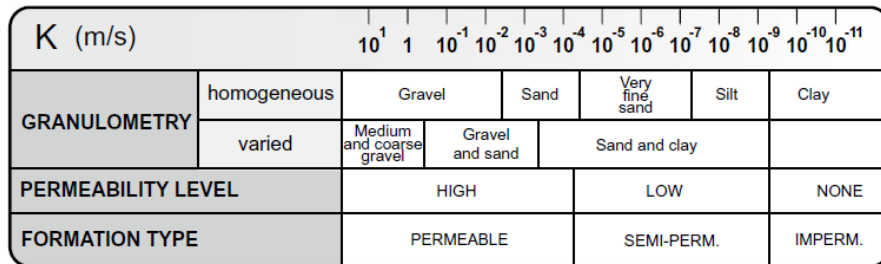 K (m/s) 10¹ 1 10⁻¹ 10⁻² 10⁻³ 10⁻⁴ 10⁻⁵ 10⁻⁶ 10⁻⁷ 10⁻⁸ 10⁻⁹ 10⁻¹⁰ 10⁻¹¹
GRANULOMETRY
homogeneous
Gravel
Sand
Very
fine
sand
Silt
Clay
varied
Medium
and coarse
gravel
Gravel
and sand
Sand and clay
PERMEABILITY LEVEL
HIGH
LOW
NONE
FORMATION TYPE
PERMEABLE
SEMI-PERM.
IMPERM.